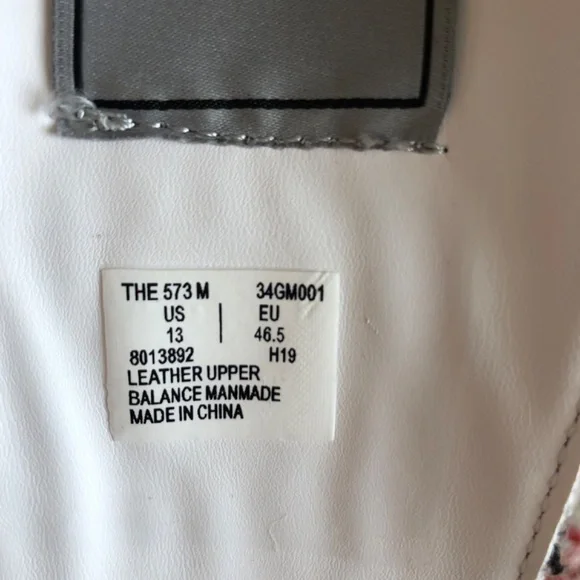 THE 573 M 34GM001
US | EU
13 | 46.5
8013892 H19
LEATHER UPPER
BALANCE MANMADE
MADE IN CHINA